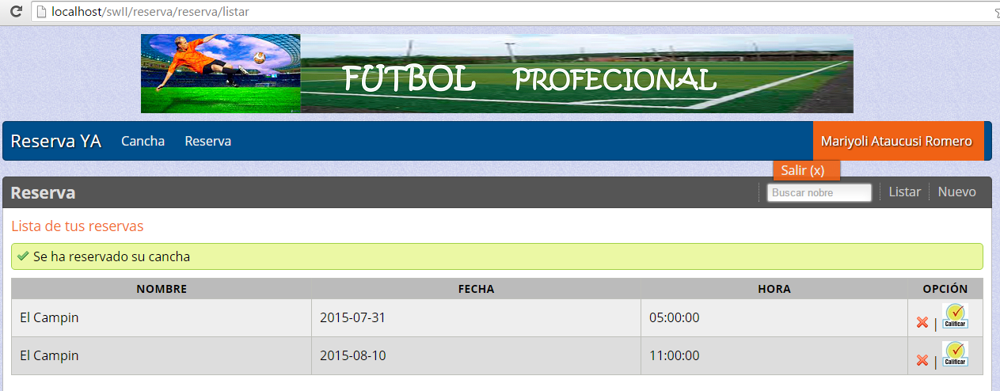 localhost/swII/reserva/reserva/listar
FUTBOL PROFECIONAL
Reserva YA Cancha Reserva Mariyoli Ataucusi Romero
Salir (x)
Reserva Buscar nobre Listar Nuevo
Lista de tus reservas
Se ha reservado su cancha
NOMBRE FECHA HORA OPCIÓN
El Campin 2015-07-31 05:00:00 | Calificar
El Campin 2015-08-10 11:00:00 | Calificar